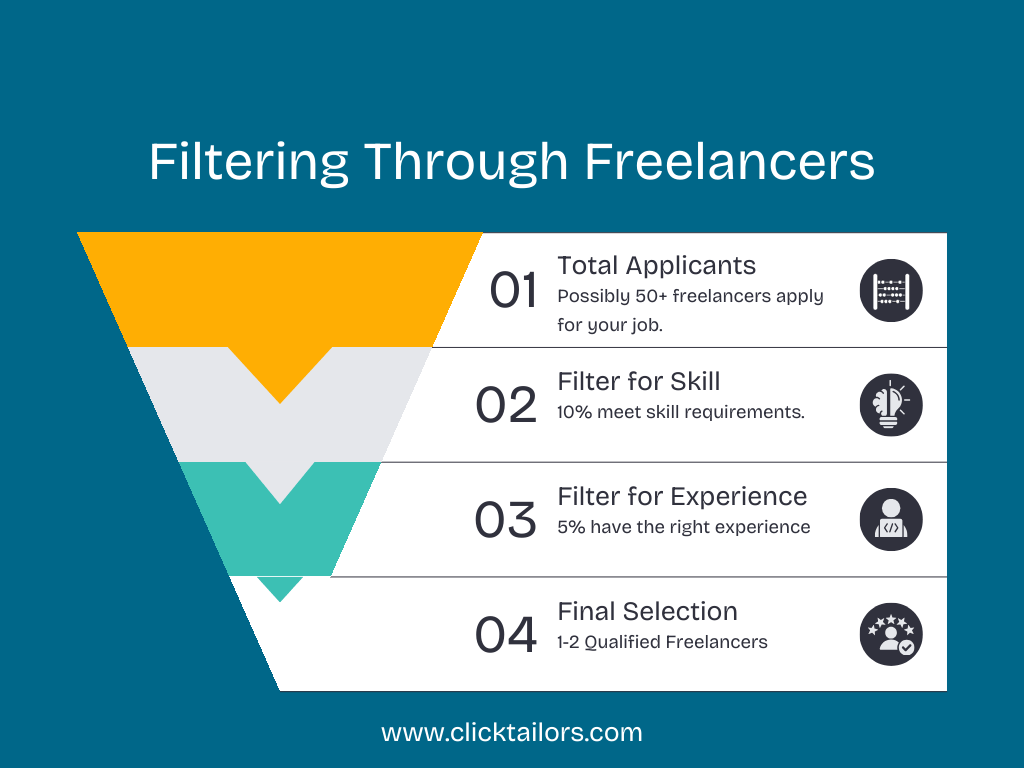 Filtering Through Freelancers
01
Total Applicants
Possibly 50+ freelancers apply
for your job.
02
Filter for Skill
10% meet skill requirements.
03
Filter for Experience
5% have the right experience
04
Final Selection
1-2 Qualified Freelancers
www.clicktailors.com